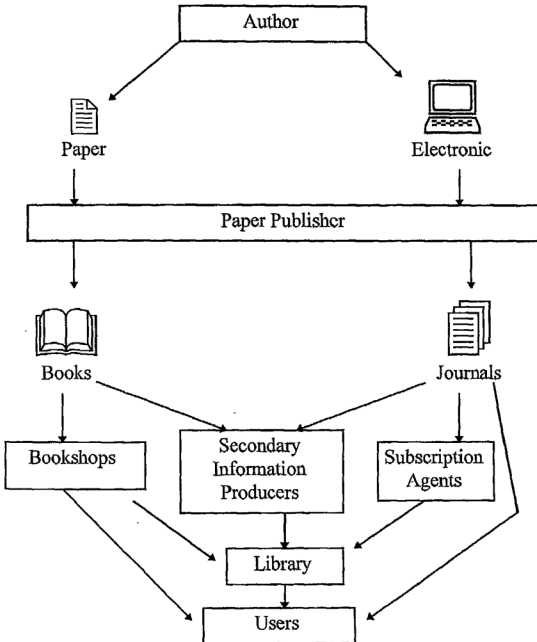 Author
Paper
Electronic
Paper Publisher
Books
Journals
Bookshops
Secondary
Information
Producers
Subscription
Agents
Library
Users